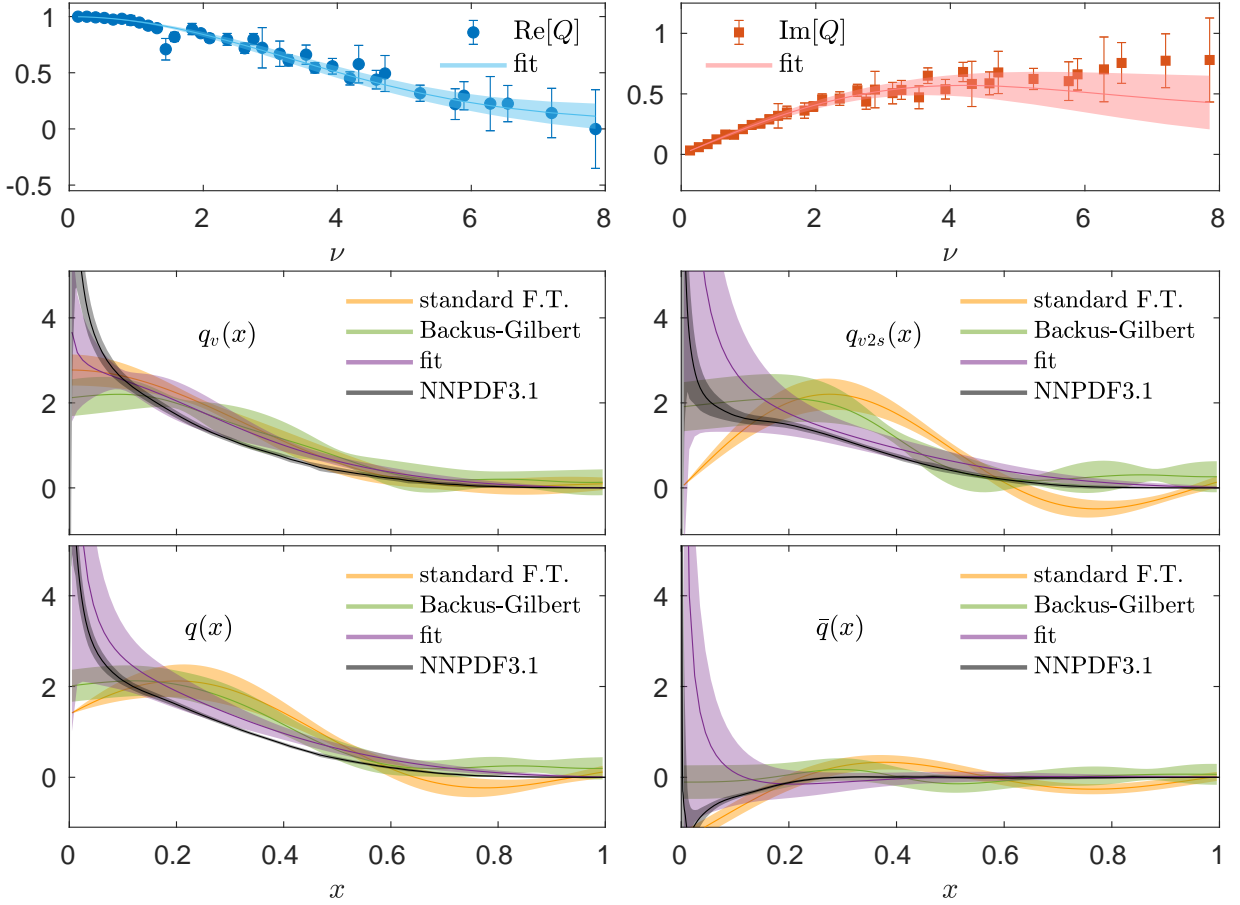 1
0.5
0
-0.5
Re[Q]
fit
0
2
4
6
8
ν
1
0.5
0
Im[Q]
fit
0
2
4
6
8
ν
4
2
0
q_v(x)
standard F.T.
Backus-Gilbert
fit
NNPDF3.1
4
2
0
q_{v2s}(x)
standard F.T.
Backus-Gilbert
fit
NNPDF3.1
4
2
0
q(x)
standard F.T.
Backus-Gilbert
fit
NNPDF3.1
0
0.2
0.4
0.6
0.8
1
x
4
2
0
q̄(x)
standard F.T.
Backus-Gilbert
fit
NNPDF3.1
0
0.2
0.4
0.6
0.8
1
x